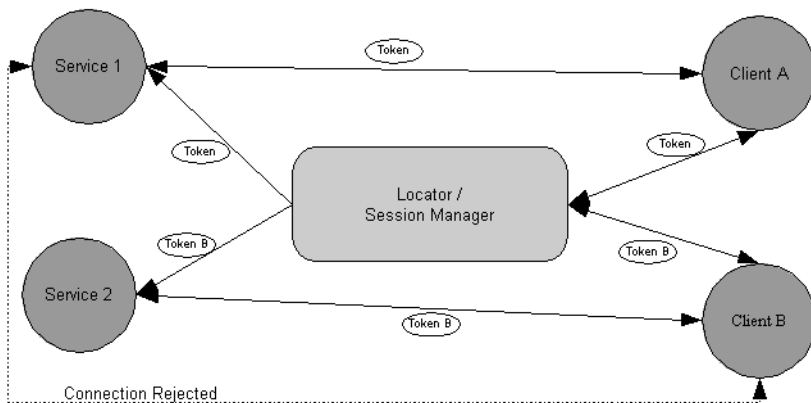 Token
Service 1
Client A
Token
Token
Locator /
Session Manager
Token B
Token B
Service 2
Token B
Client B
Connection Rejected